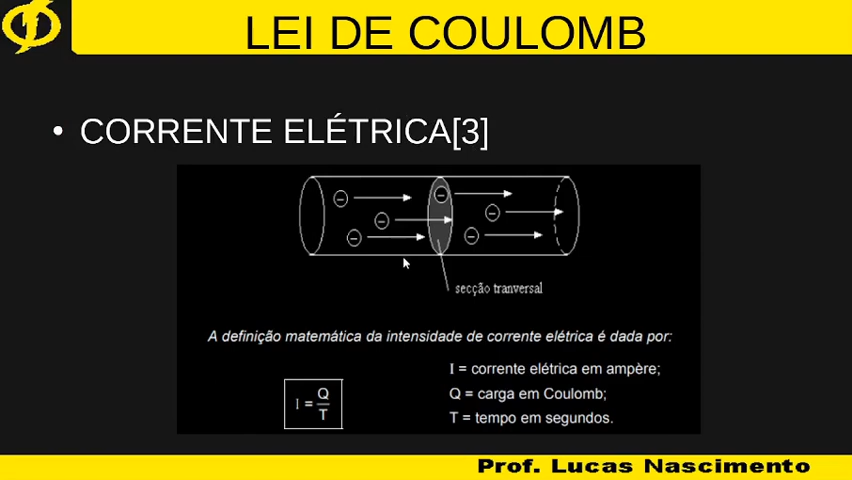 LEI DE COULOMB
• CORRENTE ELÉTRICA[3]
secção tranversal
A definição matemática da intensidade de corrente elétrica é dada por:
I = corrente elétrica em ampère;
Q = carga em Coulomb;
T = tempo em segundos.
I = Q/T
Prof. Lucas Nascimento